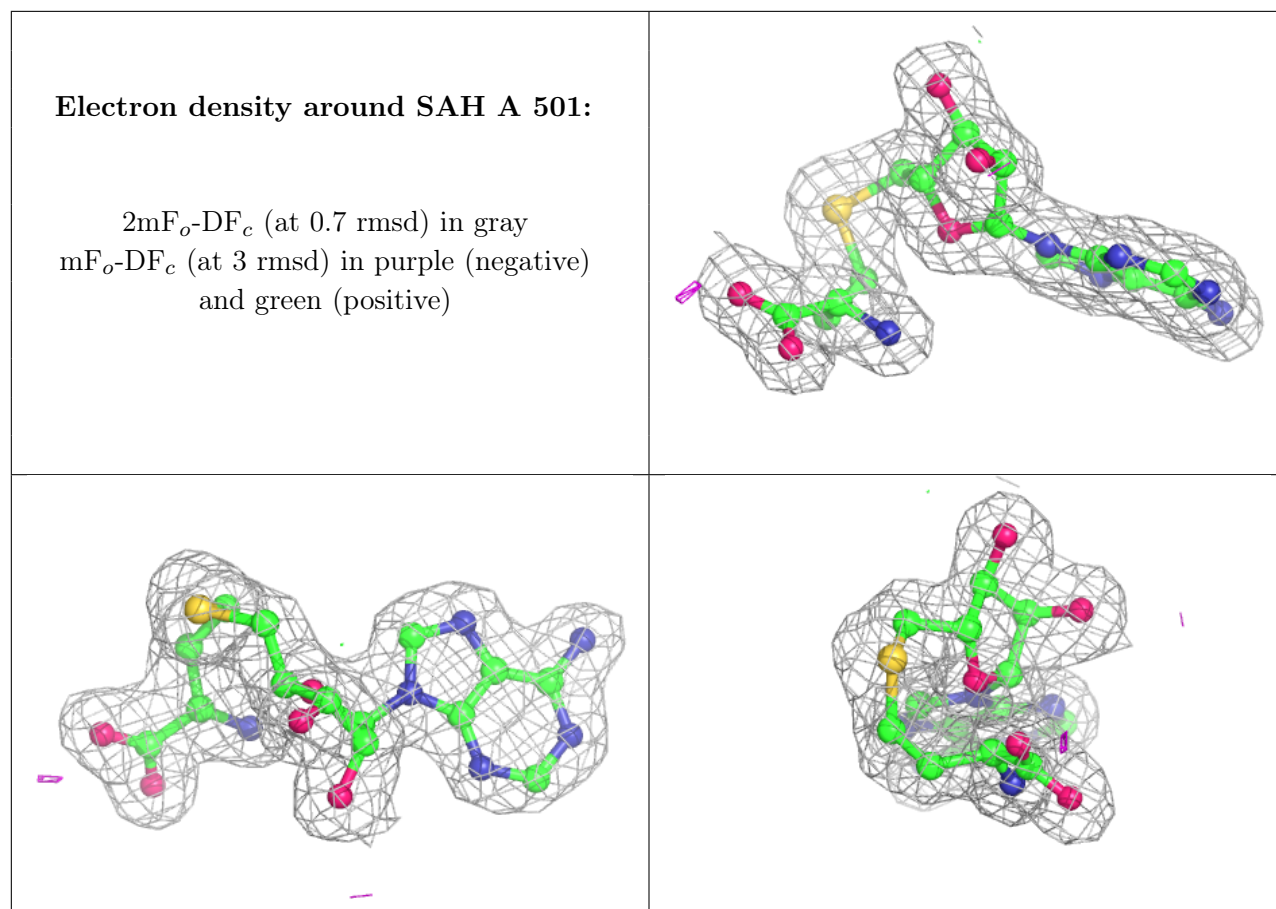 Electron density around SAH A 501:
2mFo-DFc (at 0.7 rmsd) in gray
mFo-DFc (at 3 rmsd) in purple (negative)
and green (positive)